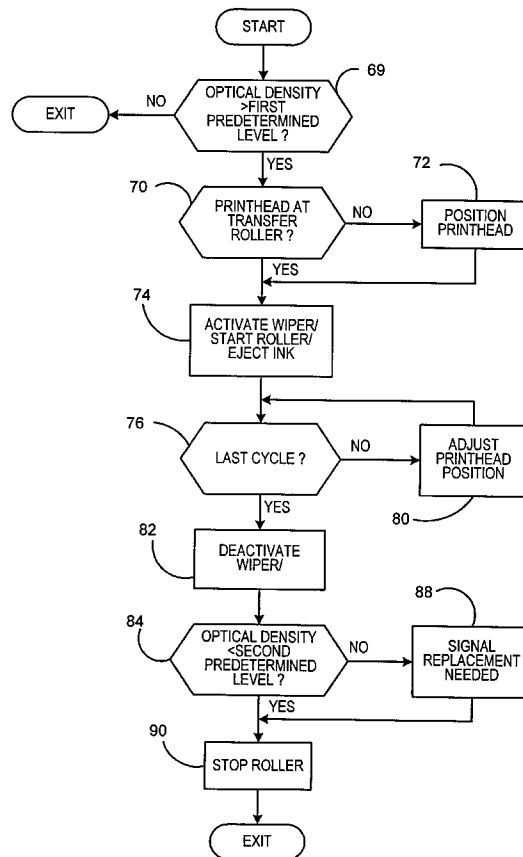 START
69
OPTICAL DENSITY
>FIRST
PREDETERMINED
LEVEL ?
NO
EXIT
YES
70
PRINTHEAD AT
TRANSFER
ROLLER ?
NO
72
POSITION
PRINTHEAD
YES
74
ACTIVATE WIPER/
START ROLLER/
EJECT INK
76
LAST CYCLE ?
NO
ADJUST
PRINTHEAD
POSITION
80
YES
82
DEACTIVATE
WIPER/
84
OPTICAL DENSITY
<SECOND
PREDETERMINED
LEVEL ?
NO
88
SIGNAL
REPLACEMENT
NEEDED
YES
90
STOP ROLLER
EXIT